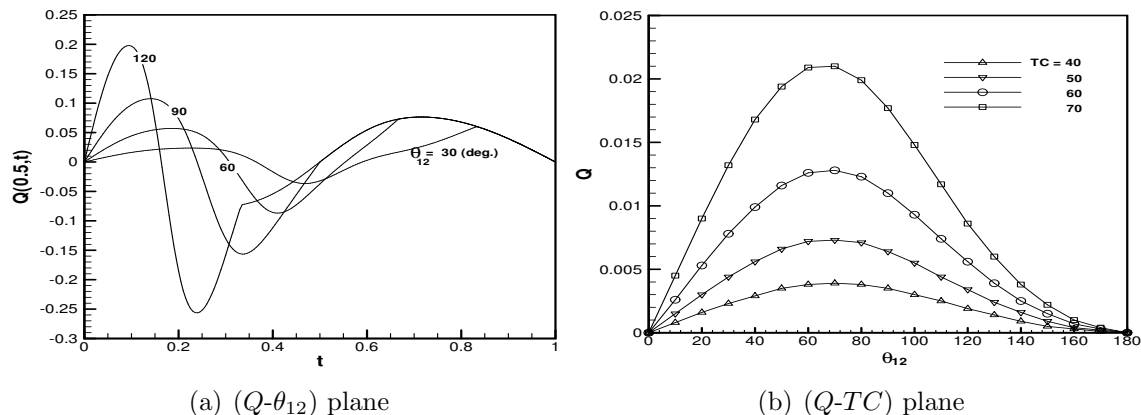 0.25
0.2
0.15
0.1
0.05
0
-0.05
-0.1
-0.15
-0.2
-0.25
-0.3
Q(0.5,t)
120
90
60
θ12 = 30 (deg.)
0 0.2 0.4 0.6 0.8 1
t
(a) (Q-θ12) plane
0.025
0.02
0.015
0.01
0.005
0
Q
TC = 40
50
60
70
0 20 40 60 80 100 120 140 160 180
θ12
(b) (Q-TC) plane